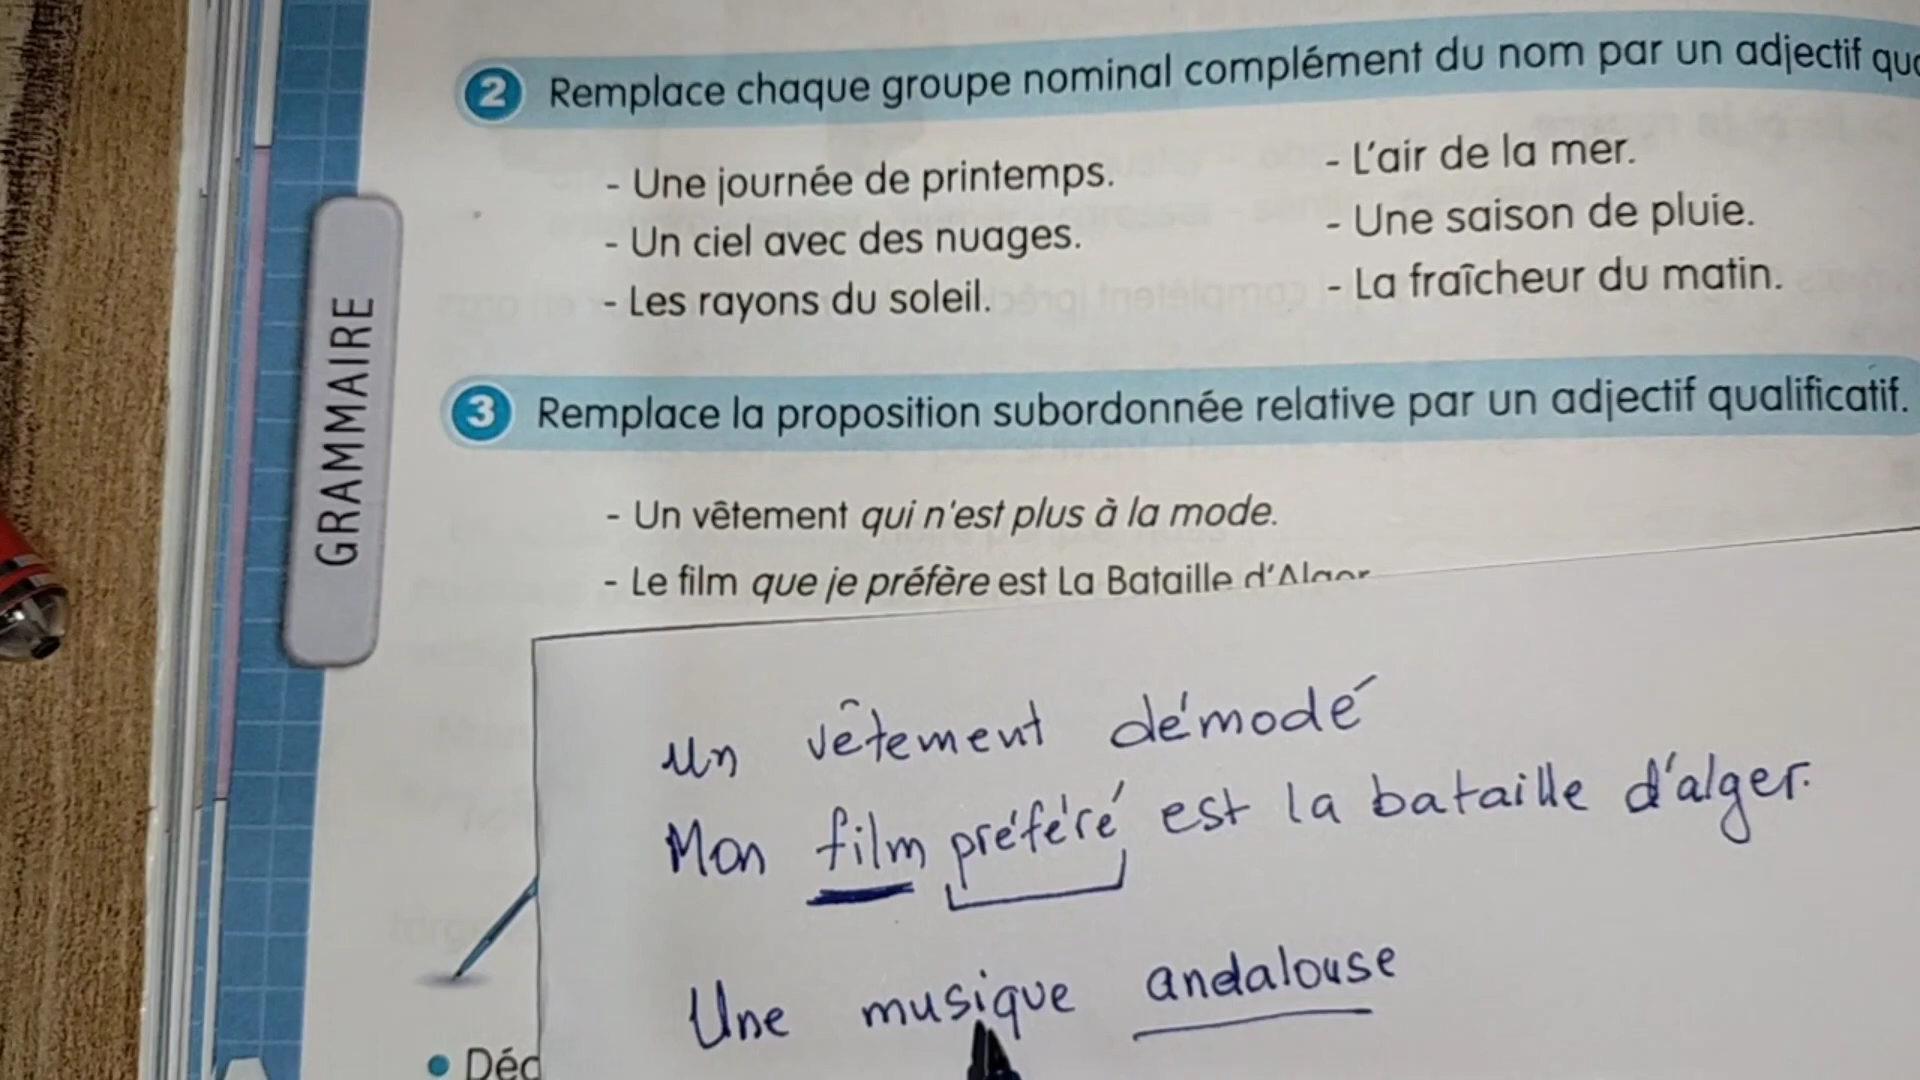 2 Remplace chaque groupe nominal complément du nom par un adjectif
- Une journée de printemps.
- Un ciel avec des nuages.
- Les rayons du soleil.
- L'air de la mer.
- Une saison de pluie.
- La fraîcheur du matin.
GRAMMAIRE
3 Remplace la proposition subordonnée relative par un adjectif qualificatif.
- Un vêtement qui n'est plus à la mode.
- Le film que je préfère est La Bataille d'Alger
Un vêtement démodé
Mon film préféré est la bataille d'alger.
Une musique andalouse
• Déc